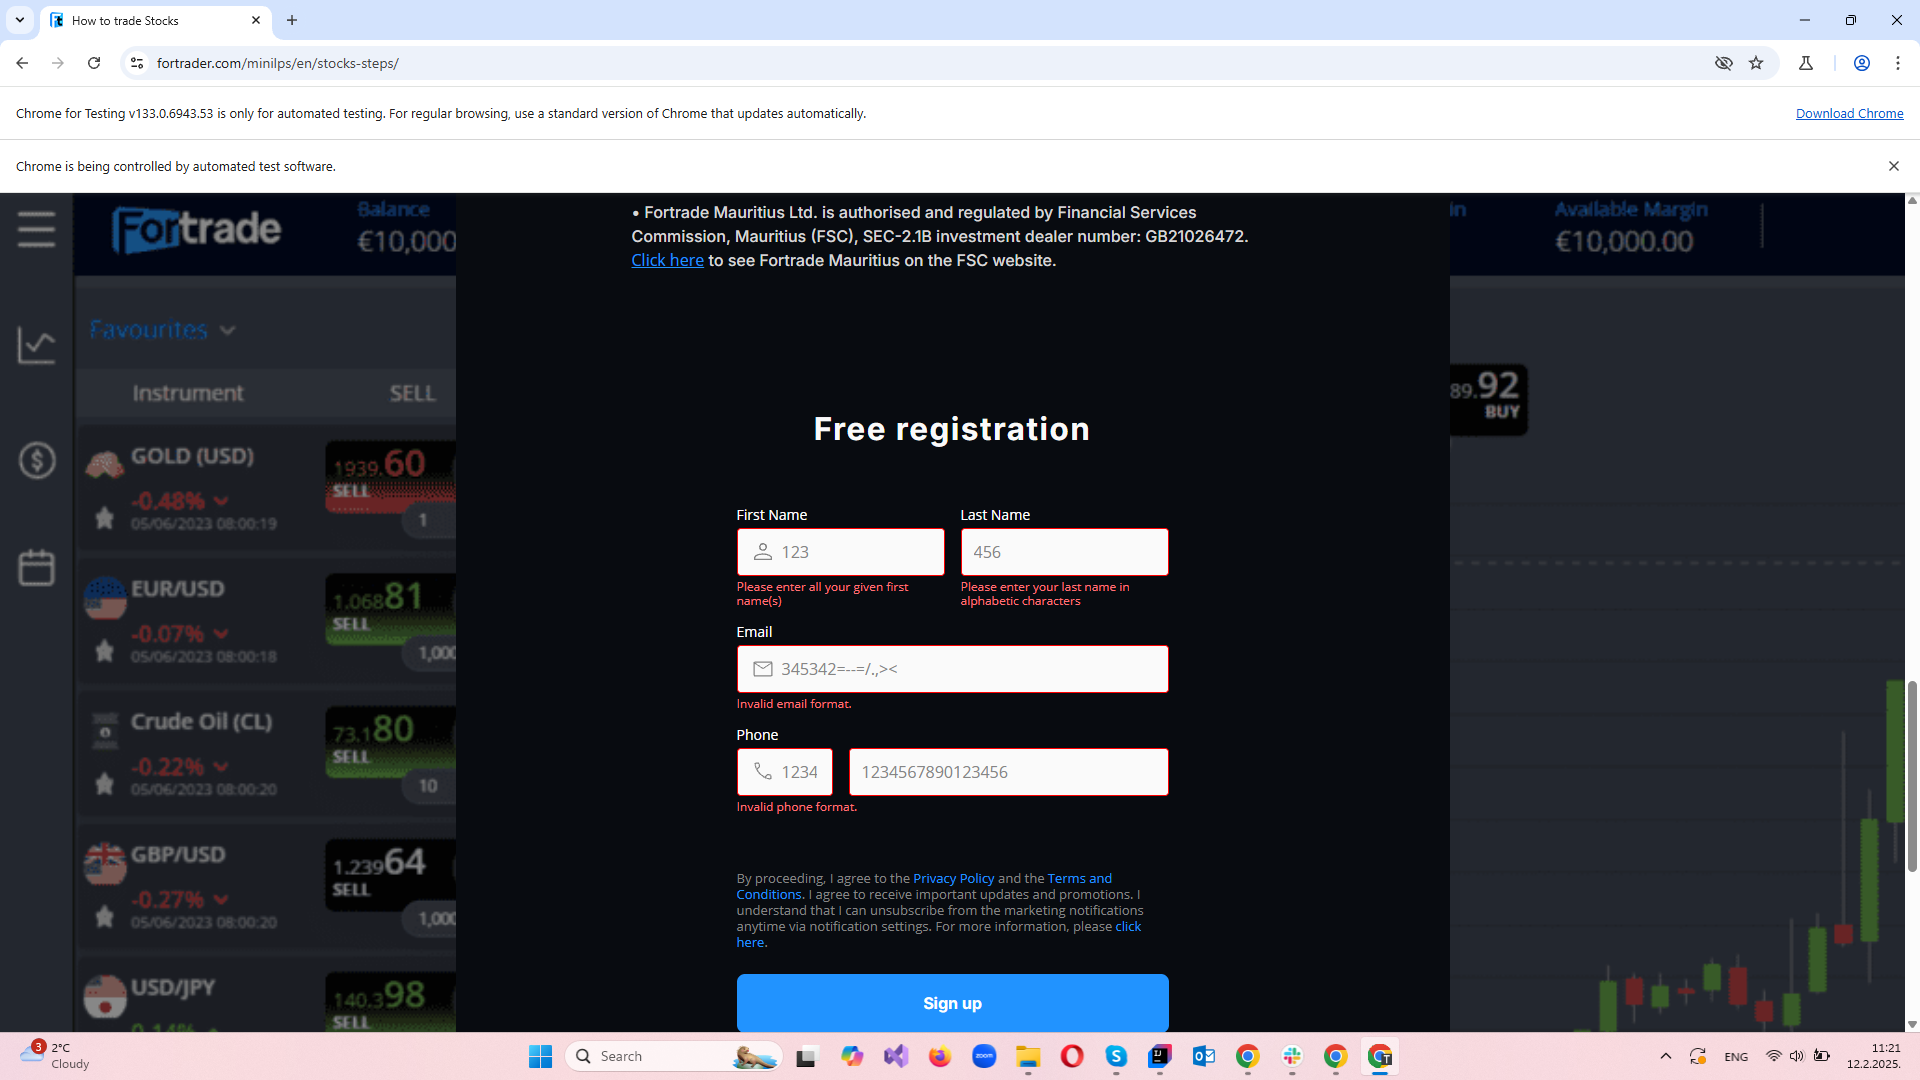 How to trade Stocks
fortrader.com/minilps/en/stocks-steps/
Chrome for Testing v133.0.6943.53 is only for automated testing. For regular browsing, use a standard version of Chrome that updates automatically.
Download Chrome
Chrome is being controlled by automated test software.
Fortrade
Balance
€10,000
in
Available Margin
€10,000.00
• Fortrade Mauritius Ltd. is authorised and regulated by Financial Services
Commission, Mauritius (FSC), SEC-2.1B investment dealer number: GB21026472.
Click here to see Fortrade Mauritius on the FSC website.
Favourites
Instrument
SELL
89.92
BUY
GOLD (USD)
-0.48%
05/06/2023 08:00:19
1939.60
SELL
1
EUR/USD
-0.07%
05/06/2023 08:00:18
1.06881
SELL
1,000
Crude Oil (CL)
-0.22%
05/06/2023 08:00:20
73.180
SELL
10
GBP/USD
-0.27%
05/06/2023 08:00:20
1.23964
SELL
1,000
USD/JPY
0.14%
140.398
SELL
Free registration
First Name
Last Name
123
456
Please enter all your given first
name(s)
Please enter your last name in
alphabetic characters
Email
345342=--=/.,><
Invalid email format.
Phone
1234
1234567890123456
Invalid phone format.
By proceeding, I agree to the Privacy Policy and the Terms and
Conditions. I agree to receive important updates and promotions. I
understand that I can unsubscribe from the marketing notifications
anytime via notification settings. For more information, please click
here.
Sign up
3
2°C
Cloudy
Search
zoom
ENG
11:21
12.2.2025.